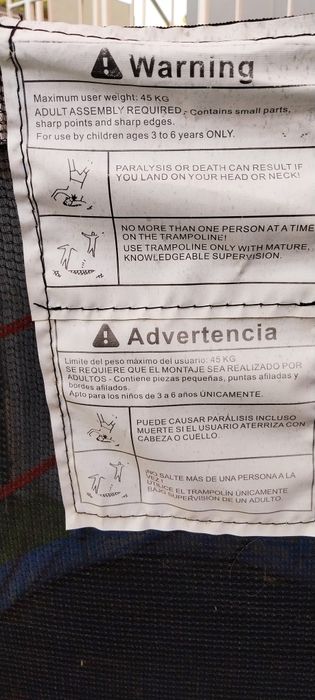 Warning
Maximum user weight: 45 KG
ADULT ASSEMBLY REQUIRED,- Contains small parts,
sharp points and sharp edges.
For use by children ages 3 to 6 years ONLY.
PARALYSIS OR DEATH CAN RESULT IF
YOU LAND ON YOUR HEAD OR NECK!
NO MORE THAN ONE PERSON AT A TIME
ON THE TRAMPOLINE!
USE TRAMPOLINE ONLY WITH MATURE,
KNOWLEDGEABLE SUPERVISION.
Advertencia
Límite del peso máximo del usuario: 45 KG
SE REQUIERE QUE EL MONTAJE SEA REALIZADO POR
ADULTOS - Contiene piezas pequeñas, puntas afiladas y
bordes afilados.
Apto para los niños de 3 a 6 años ÚNICAMENTE.
PUEDE CAUSAR PARÁLISIS INCLUSO
MUERTE SI EL USUARIO ATERRIZA CON
CABEZA O CUELLO.
¡NO SALTE MÁS DE UNA PERSONA A LA
VEZ!
UTILICE EL TRAMPOLÍN ÚNICAMENTE
BAJO SUPERVISIÓN DE UN ADULTO.